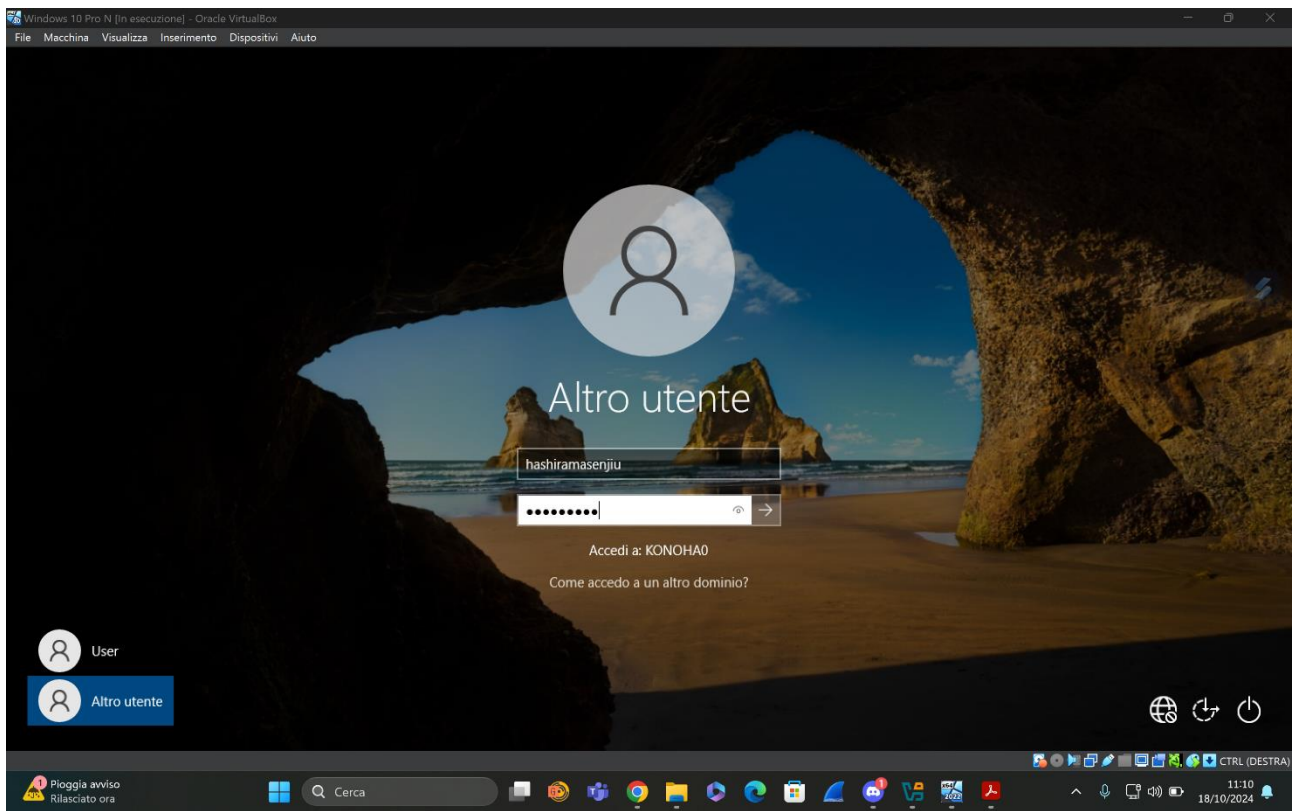 Windows 10 Pro N [In esecuzione] - Oracle VirtualBox
File Macchina Visualizza Inserimento Dispositivi Aiuto
Altro utente
hashiramasenjiu
•••••••••
Accedi a: KONOHA0
Come accedo a un altro dominio?
User
Altro utente
CTRL (DESTRA)
1
Pioggia avviso
Rilasciato ora
Cerca
11:10
18/10/2024